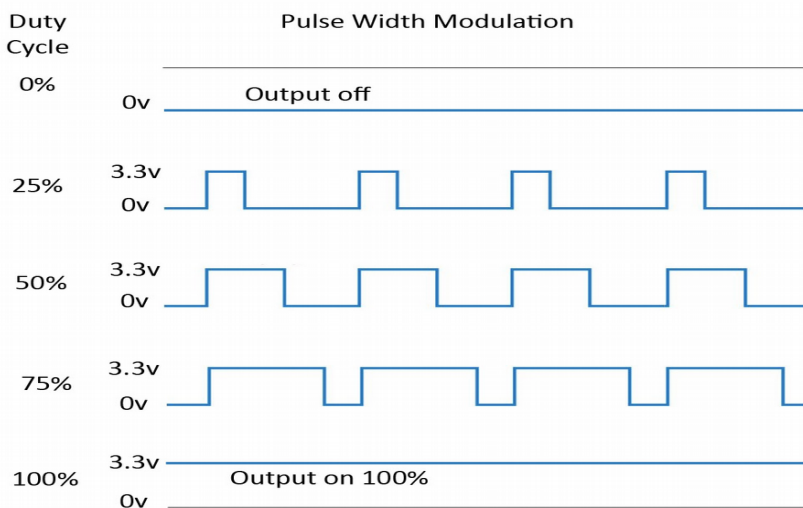 Duty
Cycle
Pulse Width Modulation
0%
0v
Output off
25%
3.3v
0v
50%
3.3v
0v
75%
3.3v
0v
100%
3.3v
Output on 100%
0v